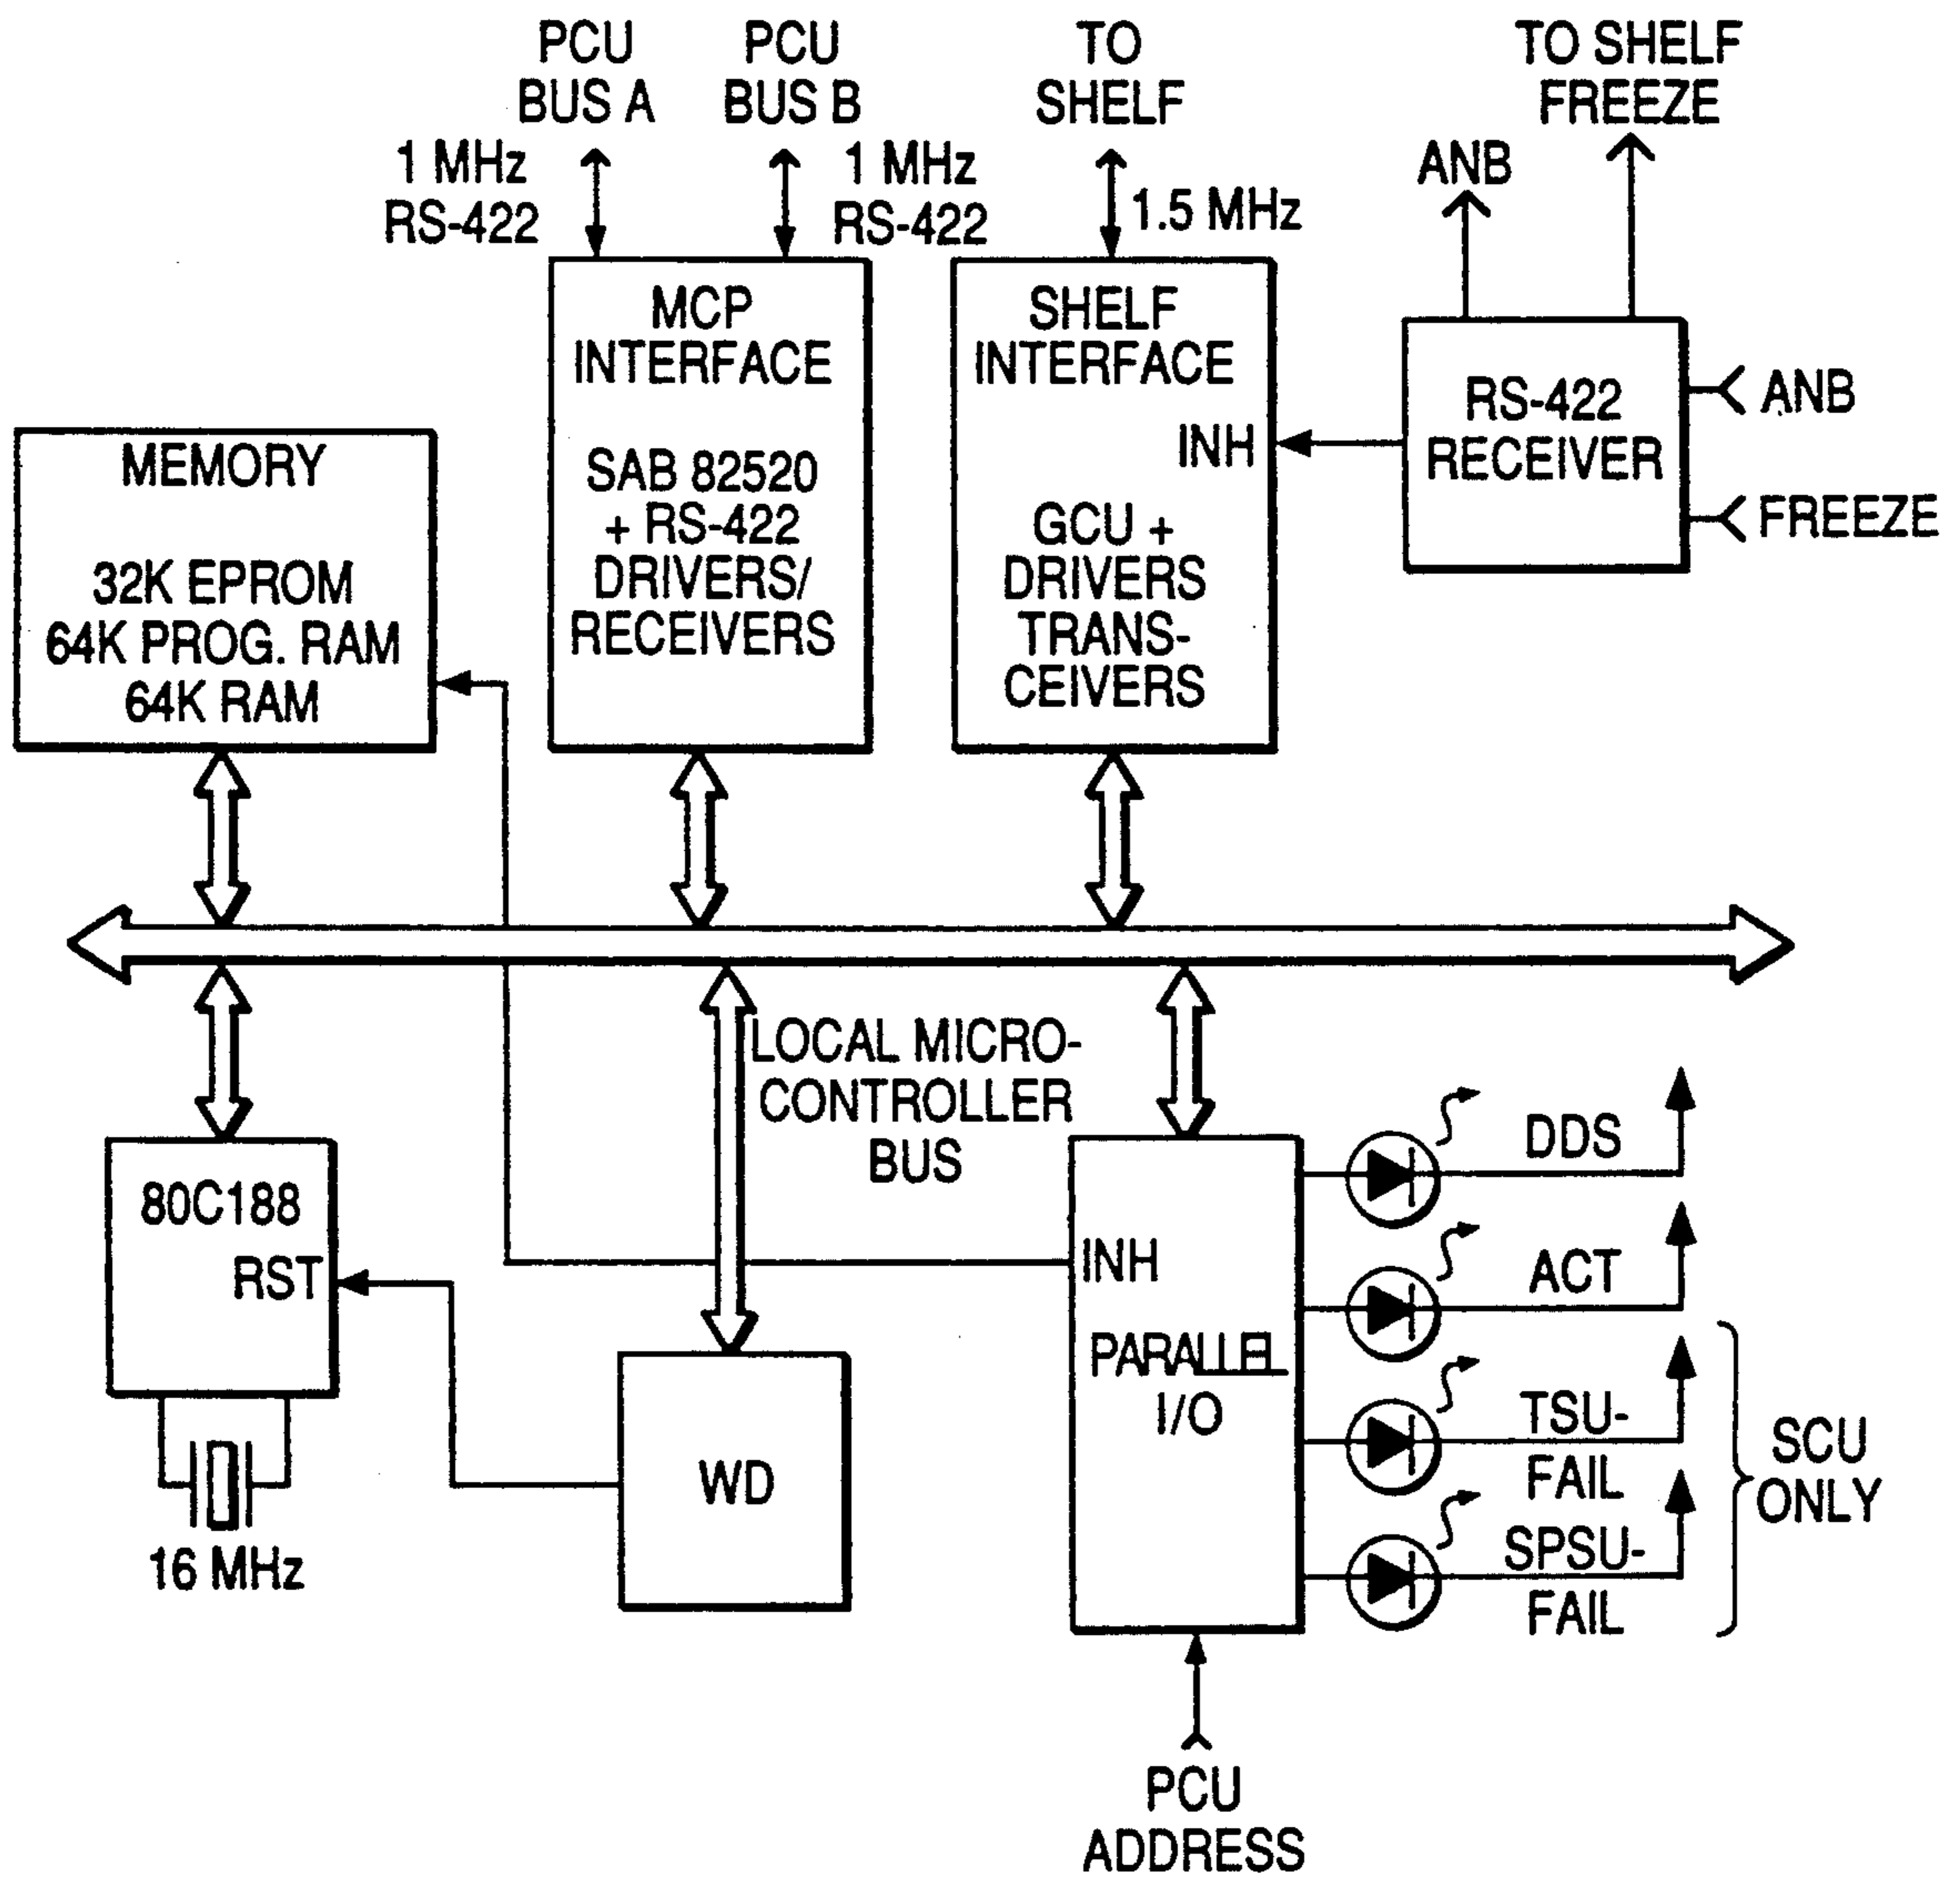 PCU
BUS A
PCU
BUS B
TO
SHELF
TO SHELF
FREEZE
1 MHz
RS-422
1 MHz
RS-422
1.5 MHz
ANB
MCP
INTERFACE
SAB 82520
+ RS-422
DRIVERS/
RECEIVERS
SHELF
INTERFACE
INH
GCU +
DRIVERS
TRANS-
CEIVERS
RS-422
RECEIVER
ANB
FREEZE
MEMORY
32K EPROM
64K PROG. RAM
64K RAM
LOCAL MICRO-
CONTROLLER
BUS
80C188
RST
16 MHz
WD
INH
PARALLEL
I/O
DDS
ACT
TSU-
FAIL
SPSU-
FAIL
SCU
ONLY
PCU
ADDRESS